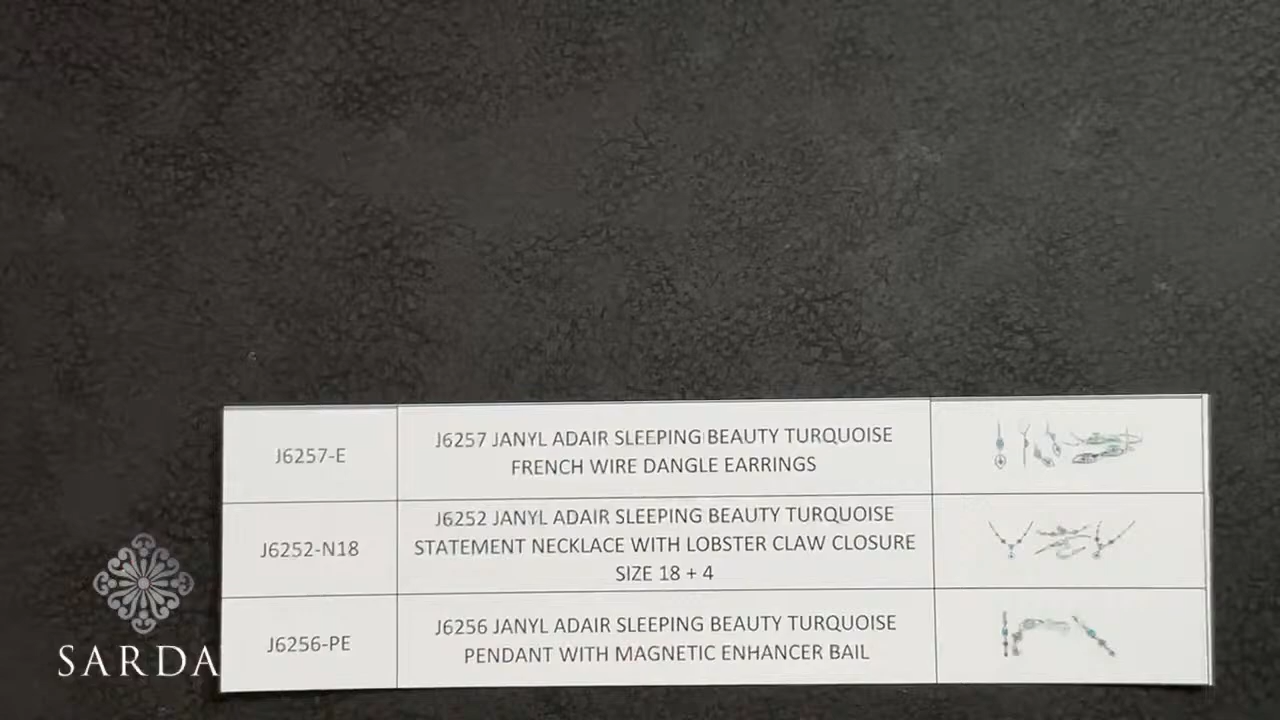 J6257-E
J6257 JANYL ADAIR SLEEPING BEAUTY TURQUOISE
FRENCH WIRE DANGLE EARRINGS
J6252-N18
J6252 JANYL ADAIR SLEEPING BEAUTY TURQUOISE
STATEMENT NECKLACE WITH LOBSTER CLAW CLOSURE
SIZE 18 + 4
J6256-PE
J6256 JANYL ADAIR SLEEPING BEAUTY TURQUOISE
PENDANT WITH MAGNETIC ENHANCER BAIL
SARDA